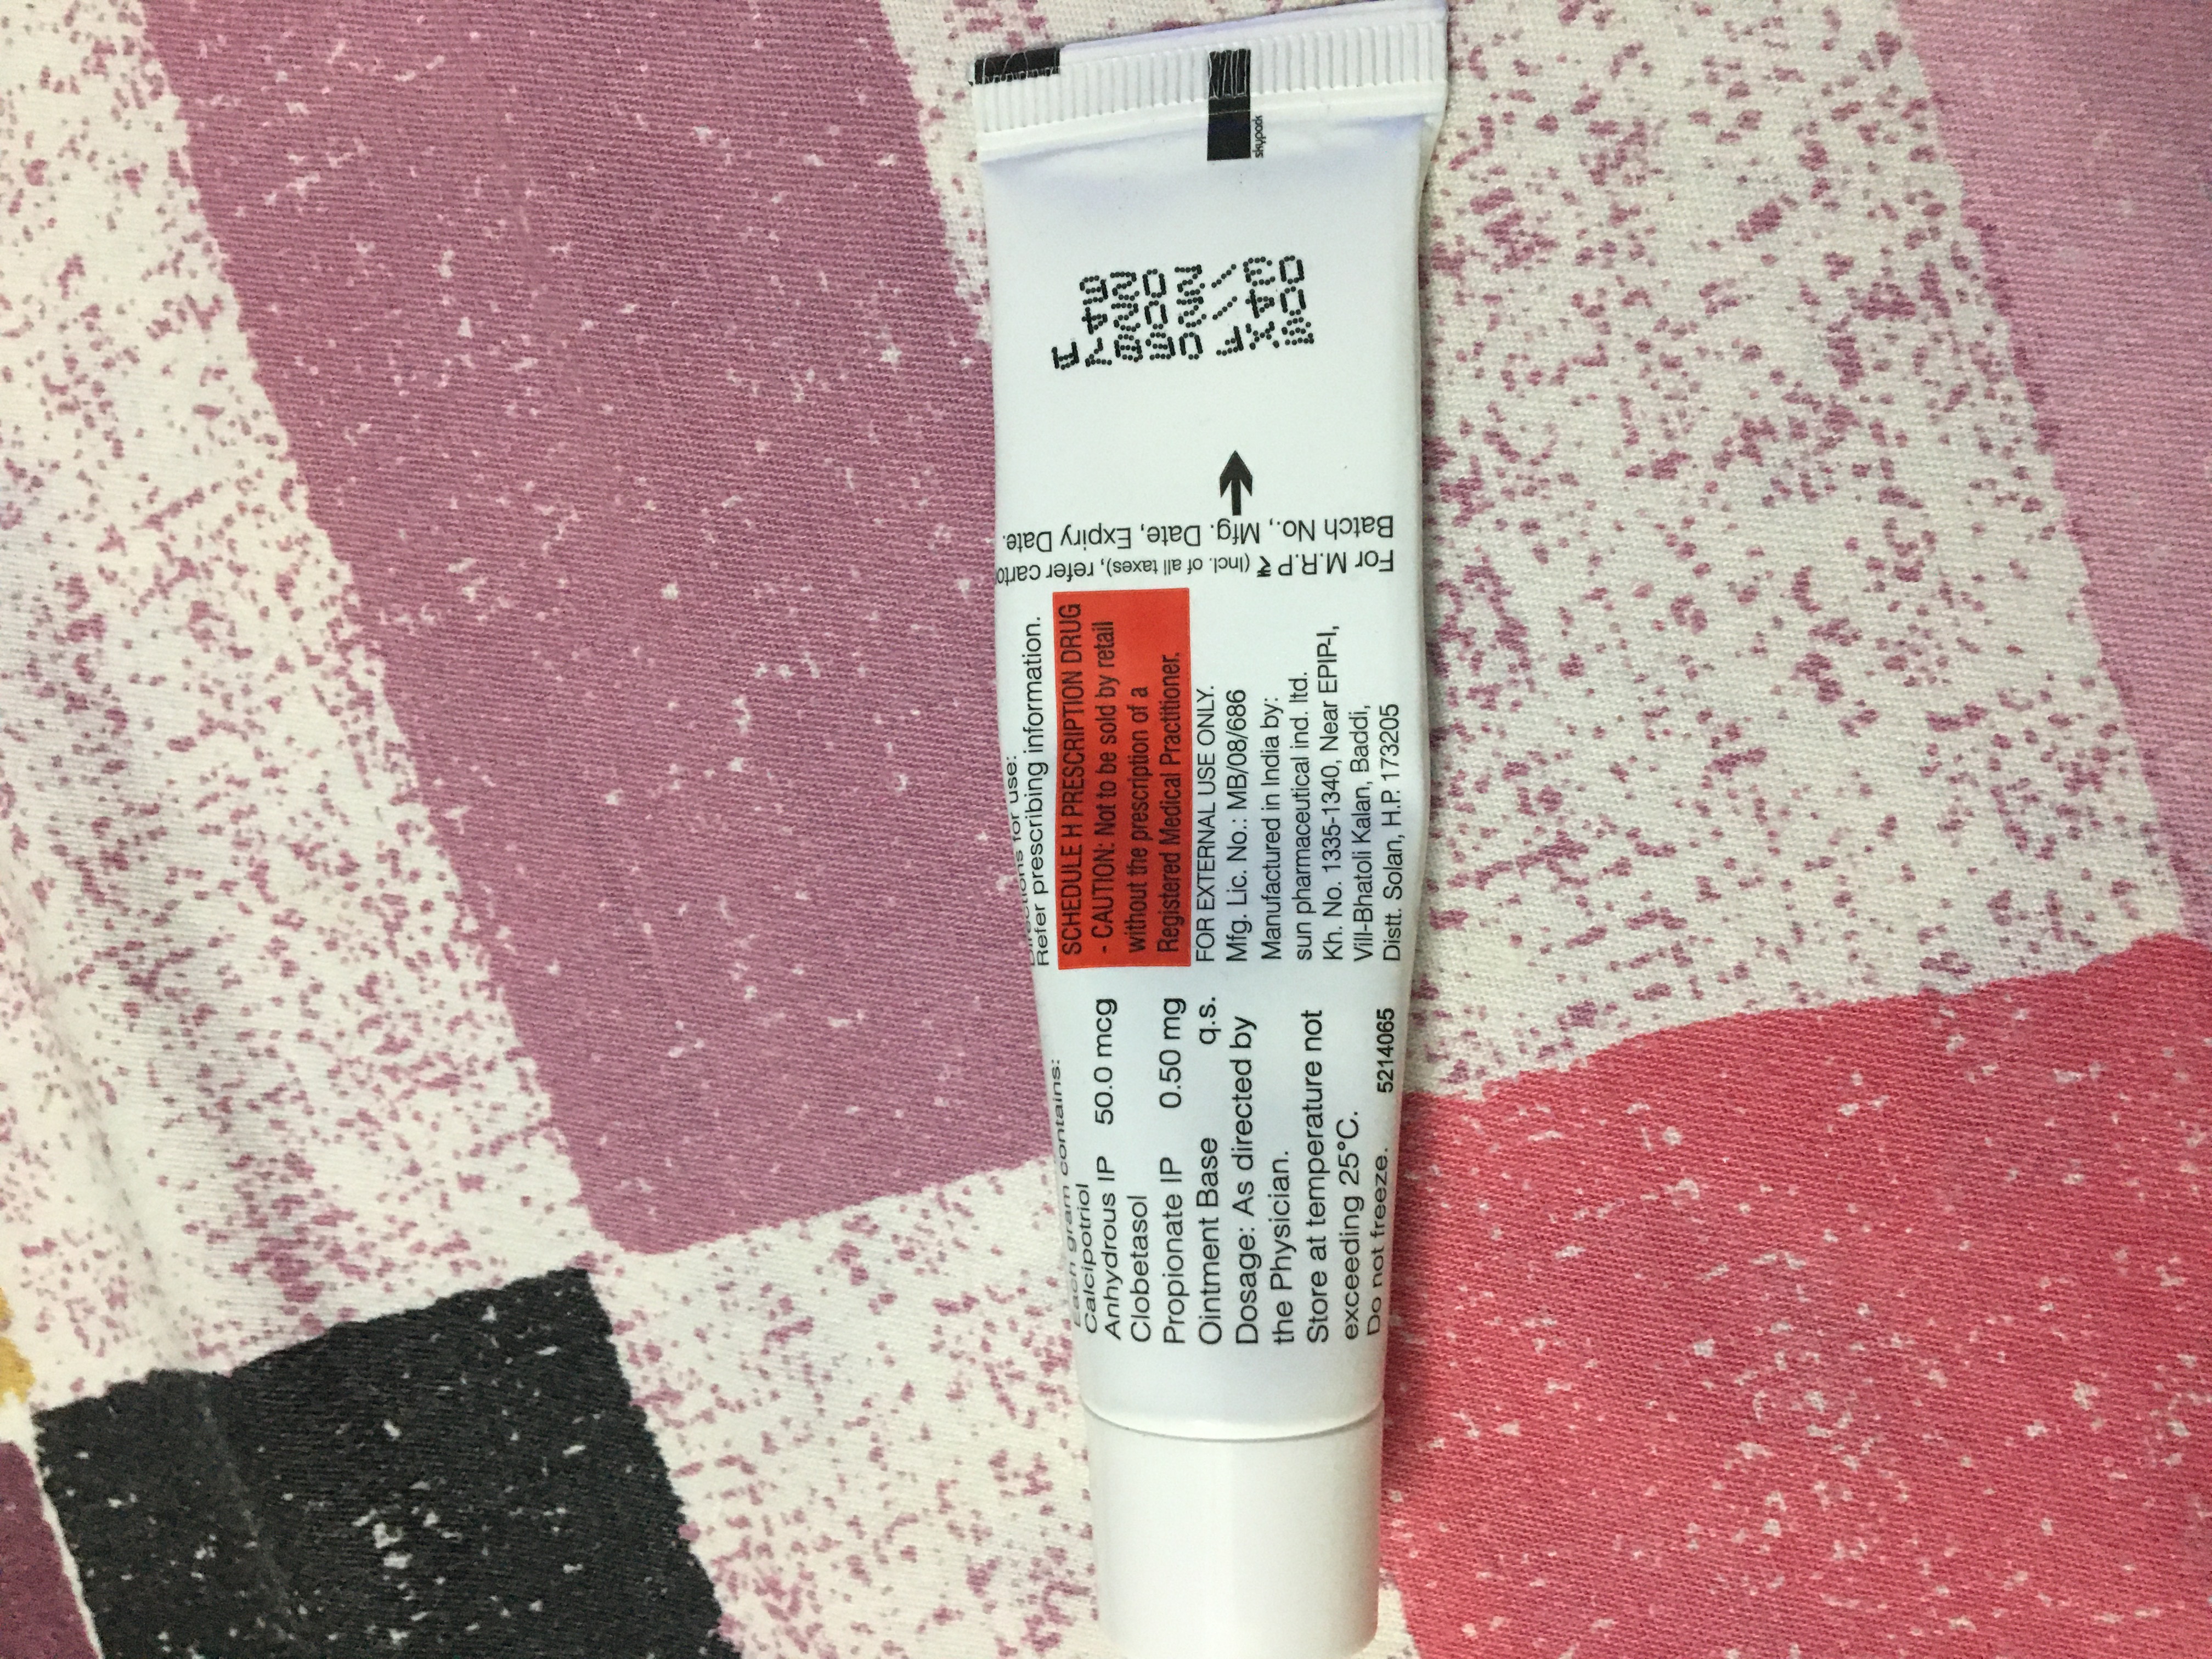 Each gram contains:
Calcipotriol
Anhydrous IP 50.0 mcg
Clobetasol
Propionate IP 0.50 mg
Ointment Base q.s.
Dosage: As directed by
the Physician.
Store at temperature not
exceeding 25°C.
Do not freeze. 5214065
Directions for use:
Refer prescribing information.
SCHEDULE H PRESCRIPTION DRUG
- CAUTION: Not to be sold by retail
without the prescription of a
Registered Medical Practitioner.
FOR EXTERNAL USE ONLY.
Mfg. Lic. No.: MB/08/686
Manufactured in India by:
sun pharmaceutical ind. ltd.
Kh. No. 1335-1340, Near EPIP-I,
Vill-Bhatoli Kalan, Baddi,
Distt. Solan, H.P. 173205
For M.R.P.₹ (Incl. of all taxes), refer carton
Batch No., Mfg. Date, Expiry Date.
EXF0587A
04/2024
skypack